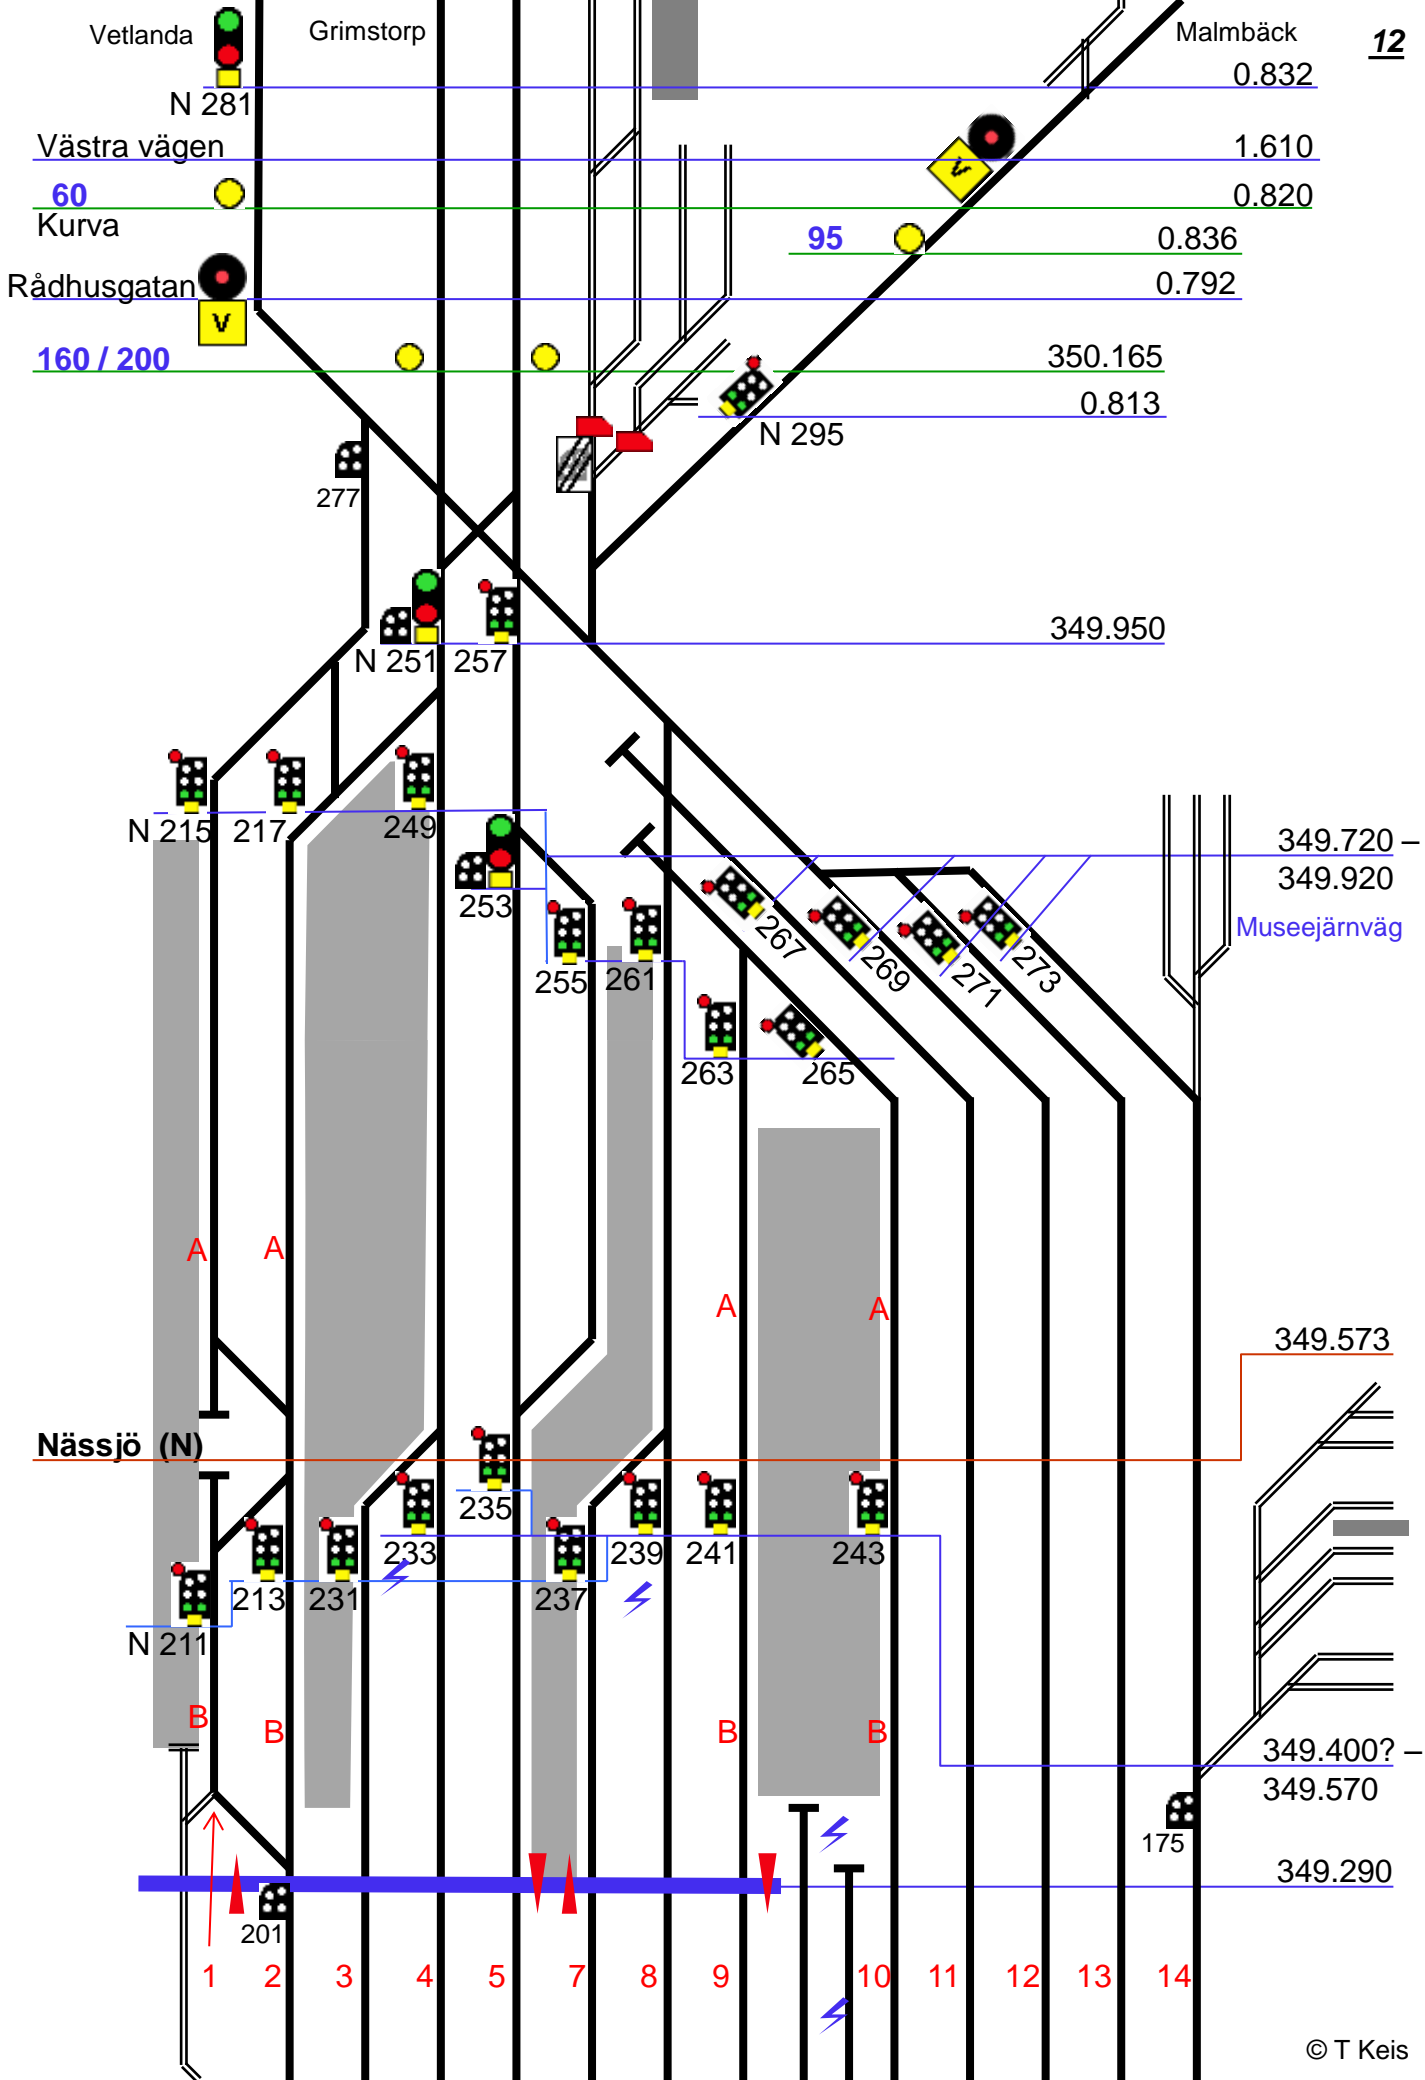 Vetlanda
Grimstorp
Malmbäck
12
N 281
0.832
Västra vägen
V
1.610
60
0.820
Kurva
95
0.836
Rådhusgatan
V
0.792
160 / 200
350.165
0.813
N 295
277
N 251
257
349.950
N 215
217
249
253
255
261
267
269
271
273
349.720 –
349.920
Museejärnväg
263
265
A
A
A
A
349.573
Nässjö (N)
235
233
239
241
243
213
231
237
N 211
B
B
B
B
349.400? –
349.570
175
349.290
201
1
2
3
4
5
7
8
9
10
11
12
13
14
© T Keis